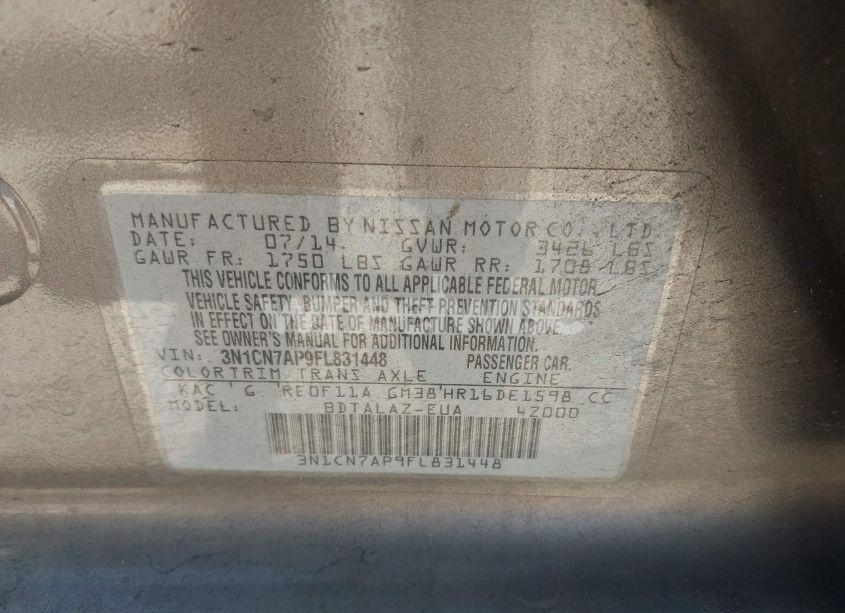 MANUFACTURED BY NISSAN MOTOR CO., LTD.
DATE: 07/14 GVWR: 3426 LBS
GAWR FR: 1750 LBS GAWR RR: 1708 LBS
THIS VEHICLE CONFORMS TO ALL APPLICABLE FEDERAL MOTOR
VEHICLE SAFETY, BUMPER AND THEFT PREVENTION STANDARDS
IN EFFECT ON THE DATE OF MANUFACTURE SHOWN ABOVE.
SEE OWNER'S MANUAL FOR ADDITIONAL INFORMATION.
VIN: 3N1CN7AP9FL831448 PASSENGER CAR.
COLOR TRIM TRANS AXLE ENGINE
KAC G RE0F11A GM38 HR16DE1598 CC
MODEL: BDTALAZ-EUA 4Z000
3N1CN7AP9FL831448